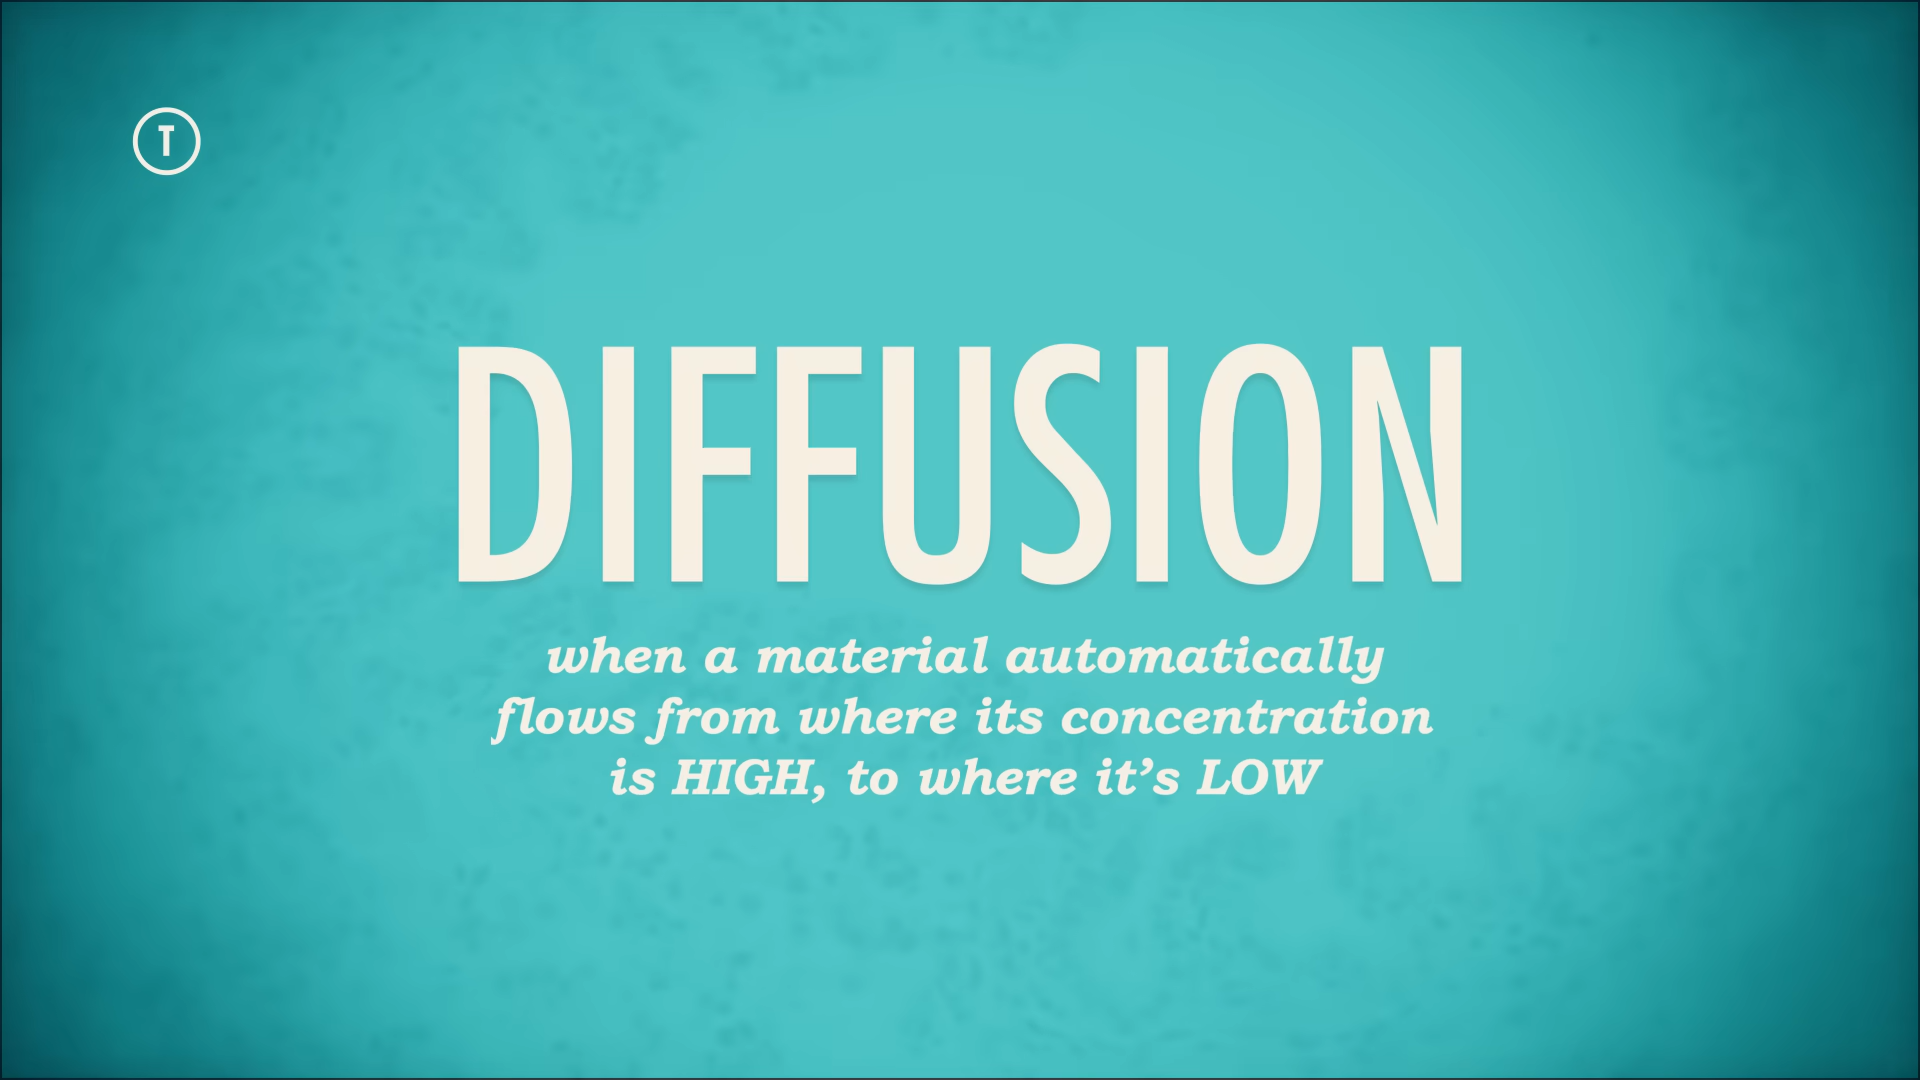 T
DIFFUSION
when a material automatically
flows from where its concentration
is HIGH, to where it’s LOW